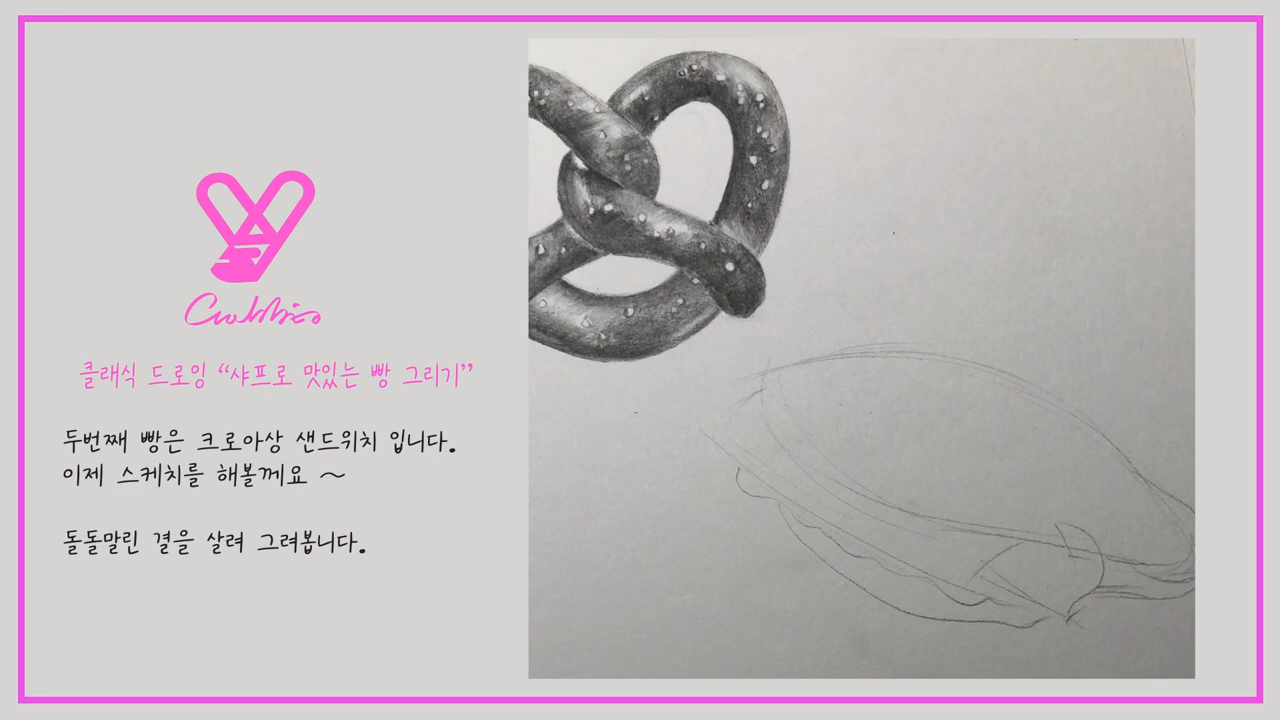 클래식 드로잉 “샤프로 맛있는 빵 그리기”
두번째 빵은 크로아상 샌드위치 입니다.
이제 스케치를 해볼께요 ~
돌돌말린 결을 살려 그려봅니다.